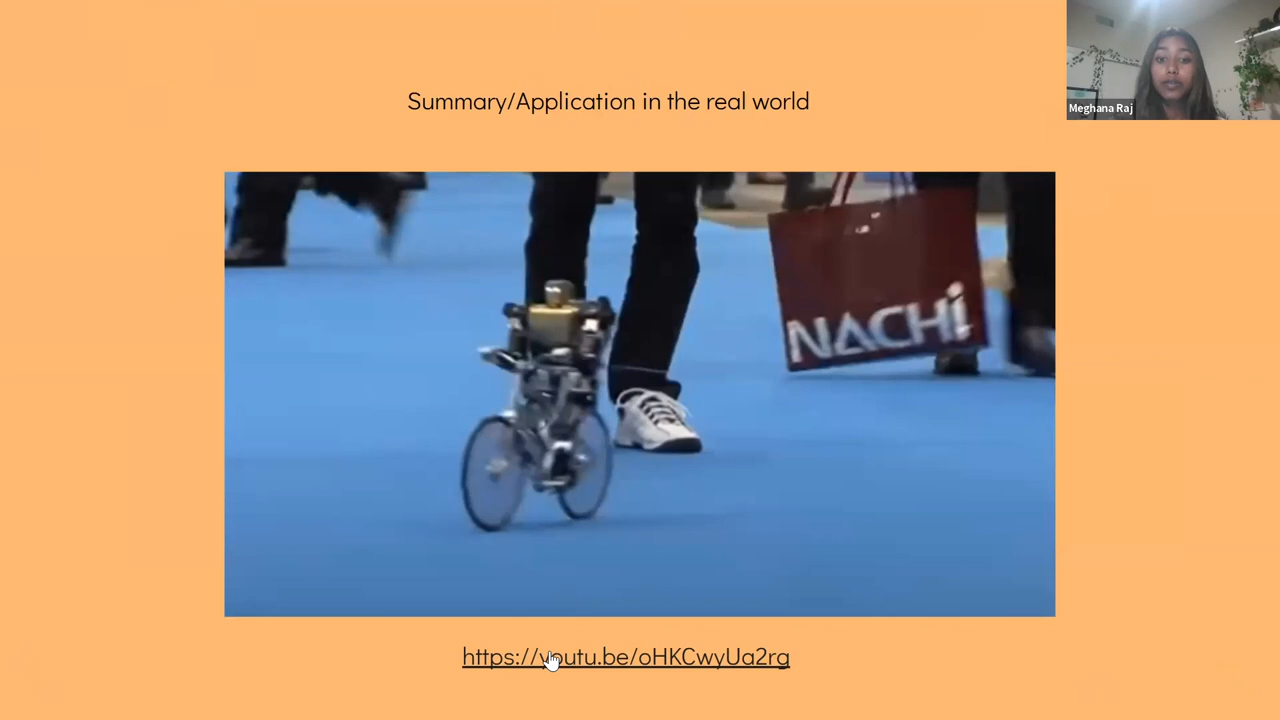 Summary/Application in the real world
Meghana Raj
NACHi
https://youtu.be/oHKCwyUa2rg